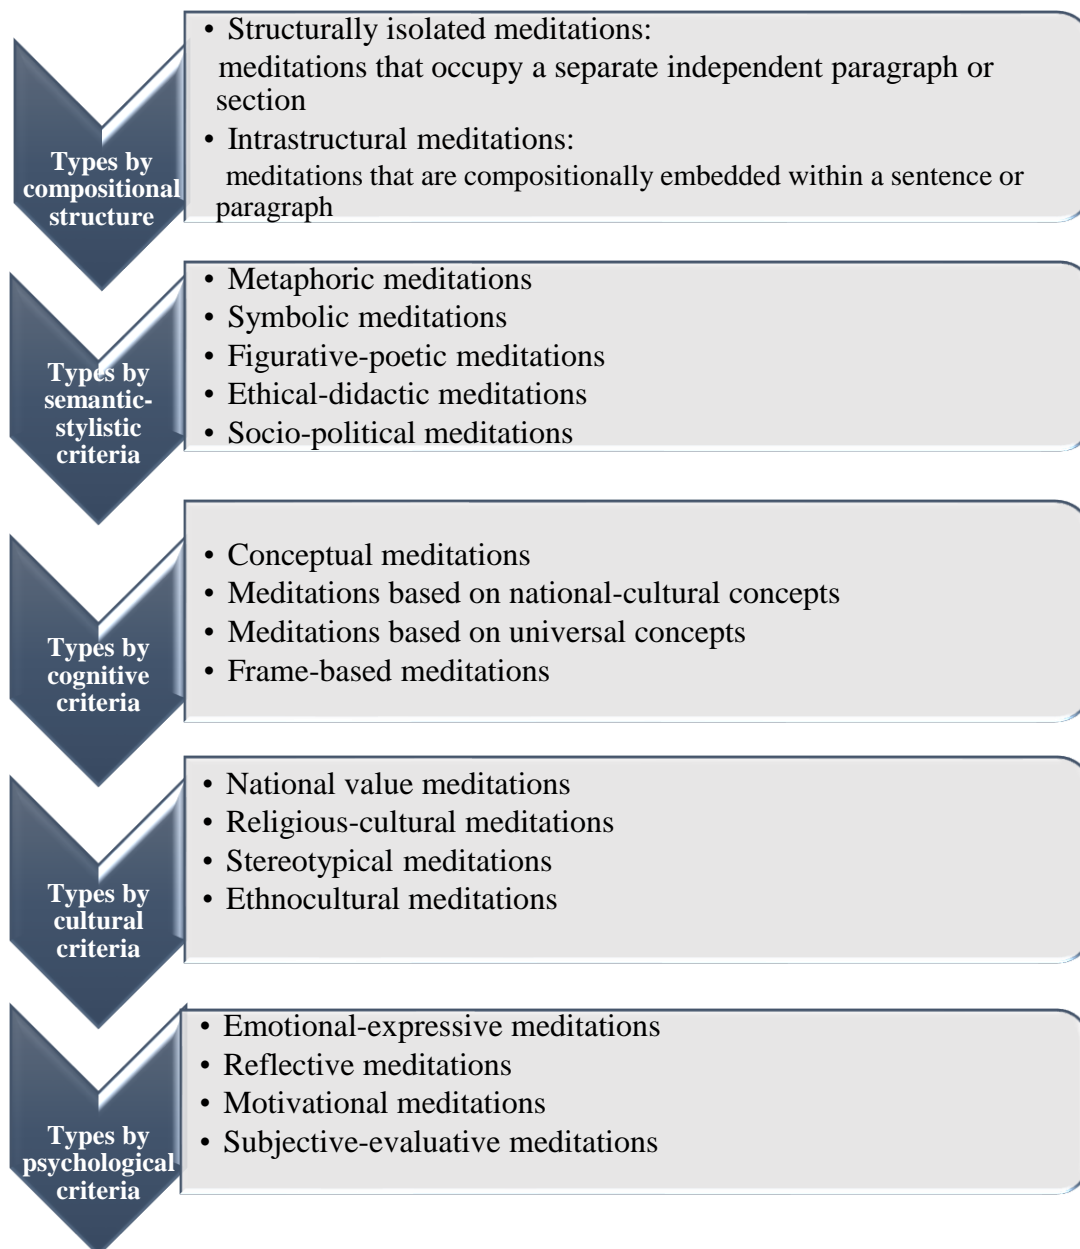 Types by
compositional
structure
• Structurally isolated meditations:
meditations that occupy a separate independent paragraph or
section
• Intrastructural meditations:
meditations that are compositionally embedded within a sentence or
paragraph
Types by
semantic-
stylistic
criteria
• Metaphoric meditations
• Symbolic meditations
• Figurative-poetic meditations
• Ethical-didactic meditations
• Socio-political meditations
Types by
cognitive
criteria
• Conceptual meditations
• Meditations based on national-cultural concepts
• Meditations based on universal concepts
• Frame-based meditations
Types by
cultural
criteria
• National value meditations
• Religious-cultural meditations
• Stereotypical meditations
• Ethnocultural meditations
Types by
psychological
criteria
• Emotional-expressive meditations
• Reflective meditations
• Motivational meditations
• Subjective-evaluative meditations